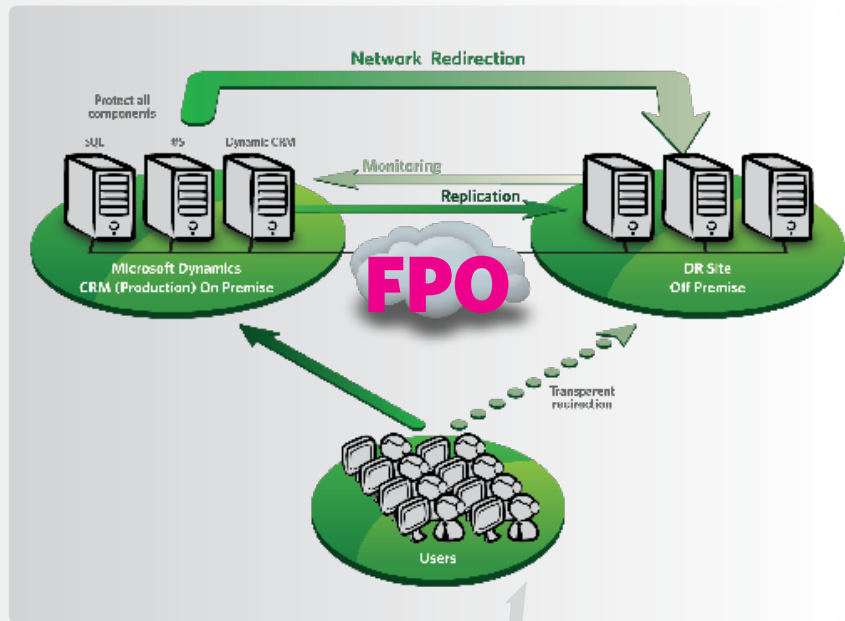 Network Redirection
Protect all
components
SQL
IIS
Dynamic CRM
Monitoring
Replication
Microsoft Dynamics
CRM (Production) On Premise
FPO
DR Site
Off Premise
Transparent
redirection
Users